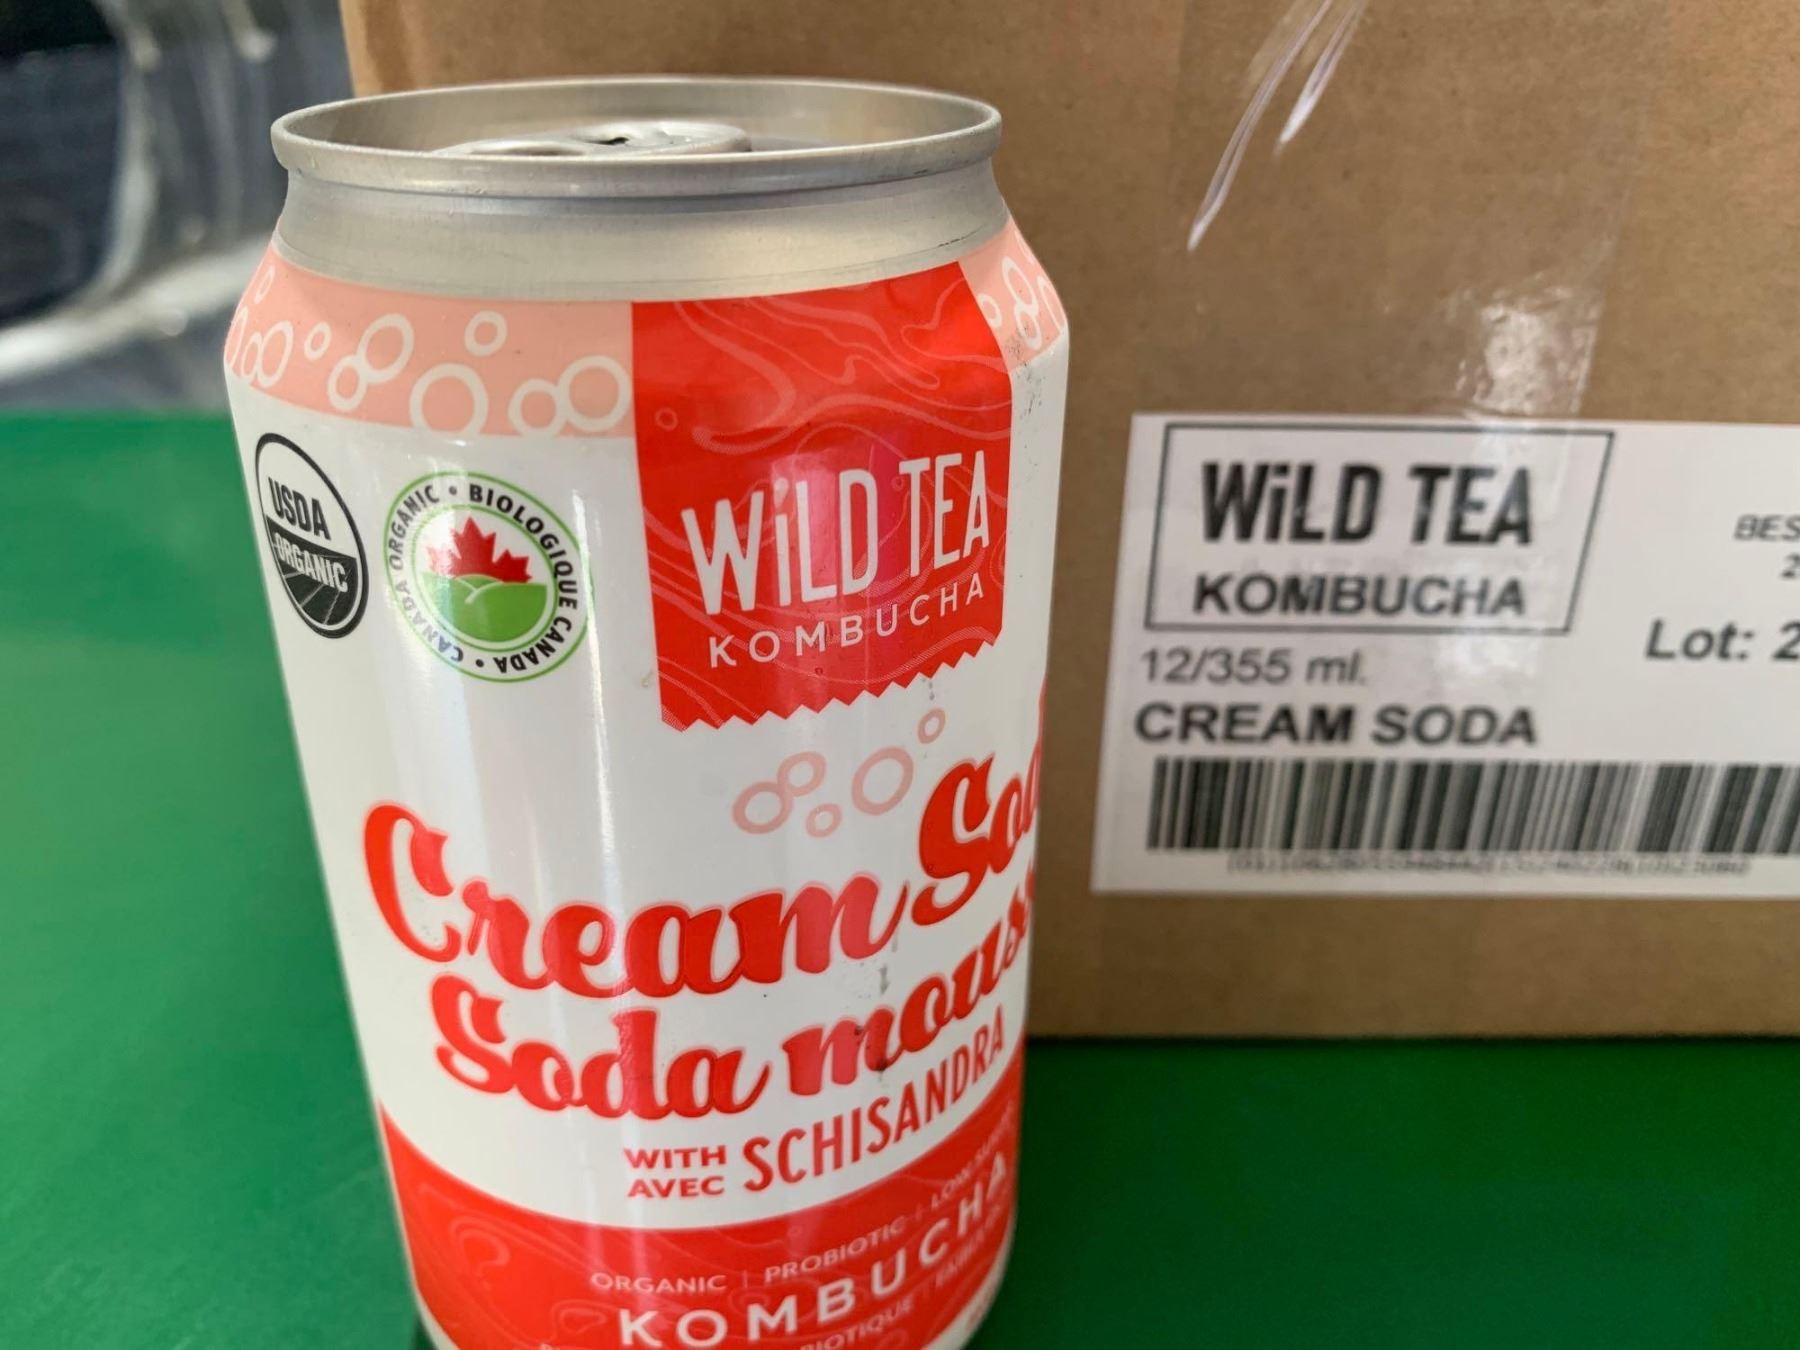 USDA
ORGANIC
CANADA ORGANIC • BIOLOGIQUE CANADA •
WiLD TEA
KOMBUCHA
Cream
Soda
WITH
AVEC
SCHISANDRA
ORGANIC | PROBIOTIC |
KOMBUCHA
WiLD TEA
KOMBUCHA
12/355 ml.
CREAM SODA
Lot: